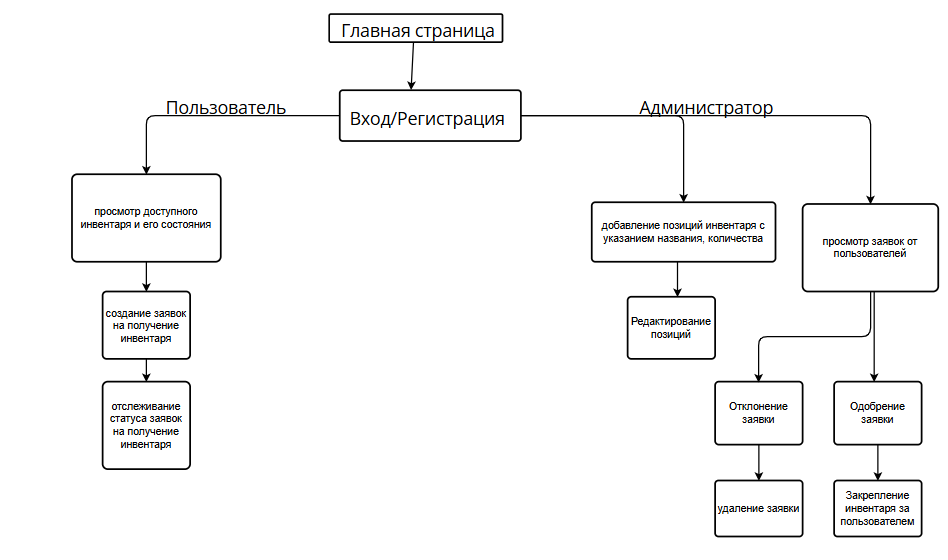 Главная страница
Вход/Регистрация
Пользователь
Администратор
просмотр доступного
инвентаря и его состояния
создание заявок
на получение
инвентаря
отслеживание
статуса заявок
на получение
инвентаря
добавление позиций инвентаря с
указанием названия, количества
Редактирование
позиций
просмотр заявок от
пользователей
Отклонение
заявки
удаление заявки
Одобрение
заявки
Закрепление
инвентаря за
пользователем